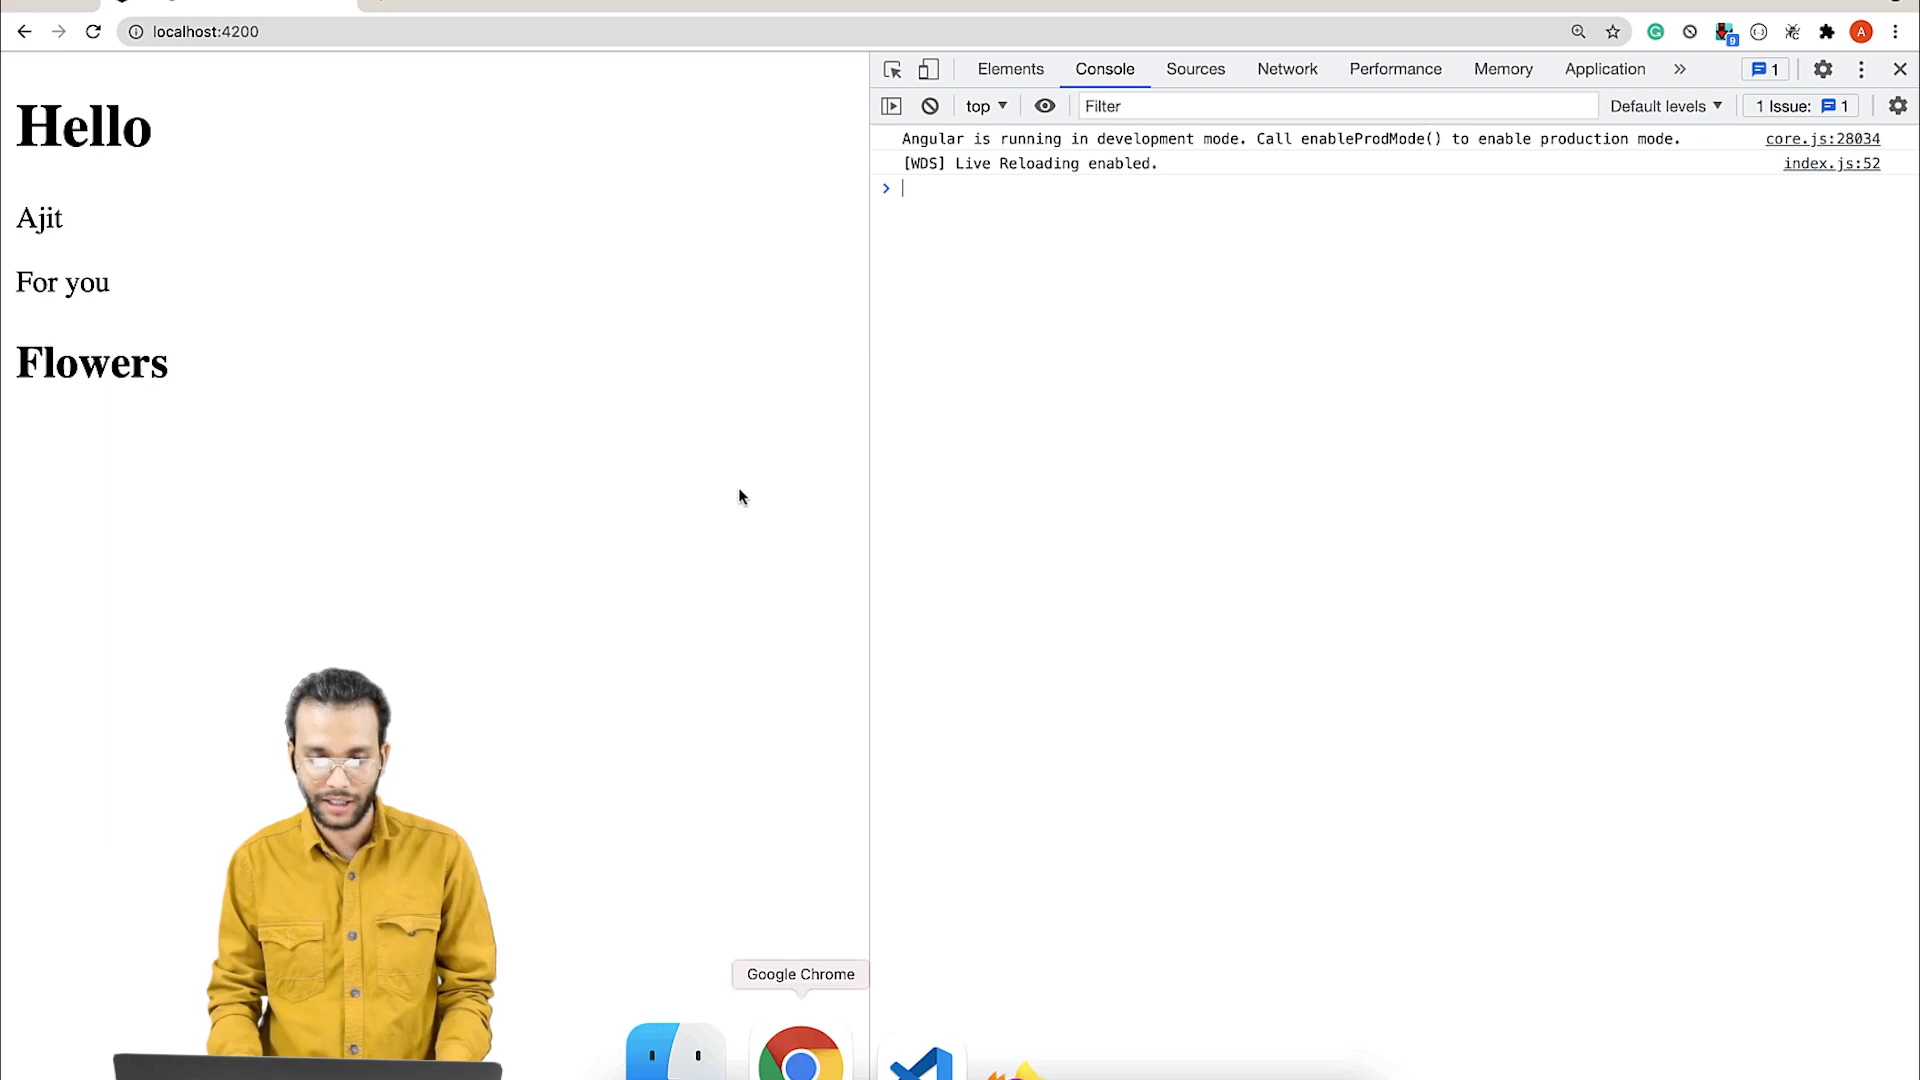 localhost:4200
9
A
Hello
Ajit
For you
Flowers
Elements Console Sources Network Performance Memory Application » 1
top Filter Default levels 1 Issue: 1
Angular is running in development mode. Call enableProdMode() to enable production mode. core.js:28034
[WDS] Live Reloading enabled. index.js:52
>
Google Chrome